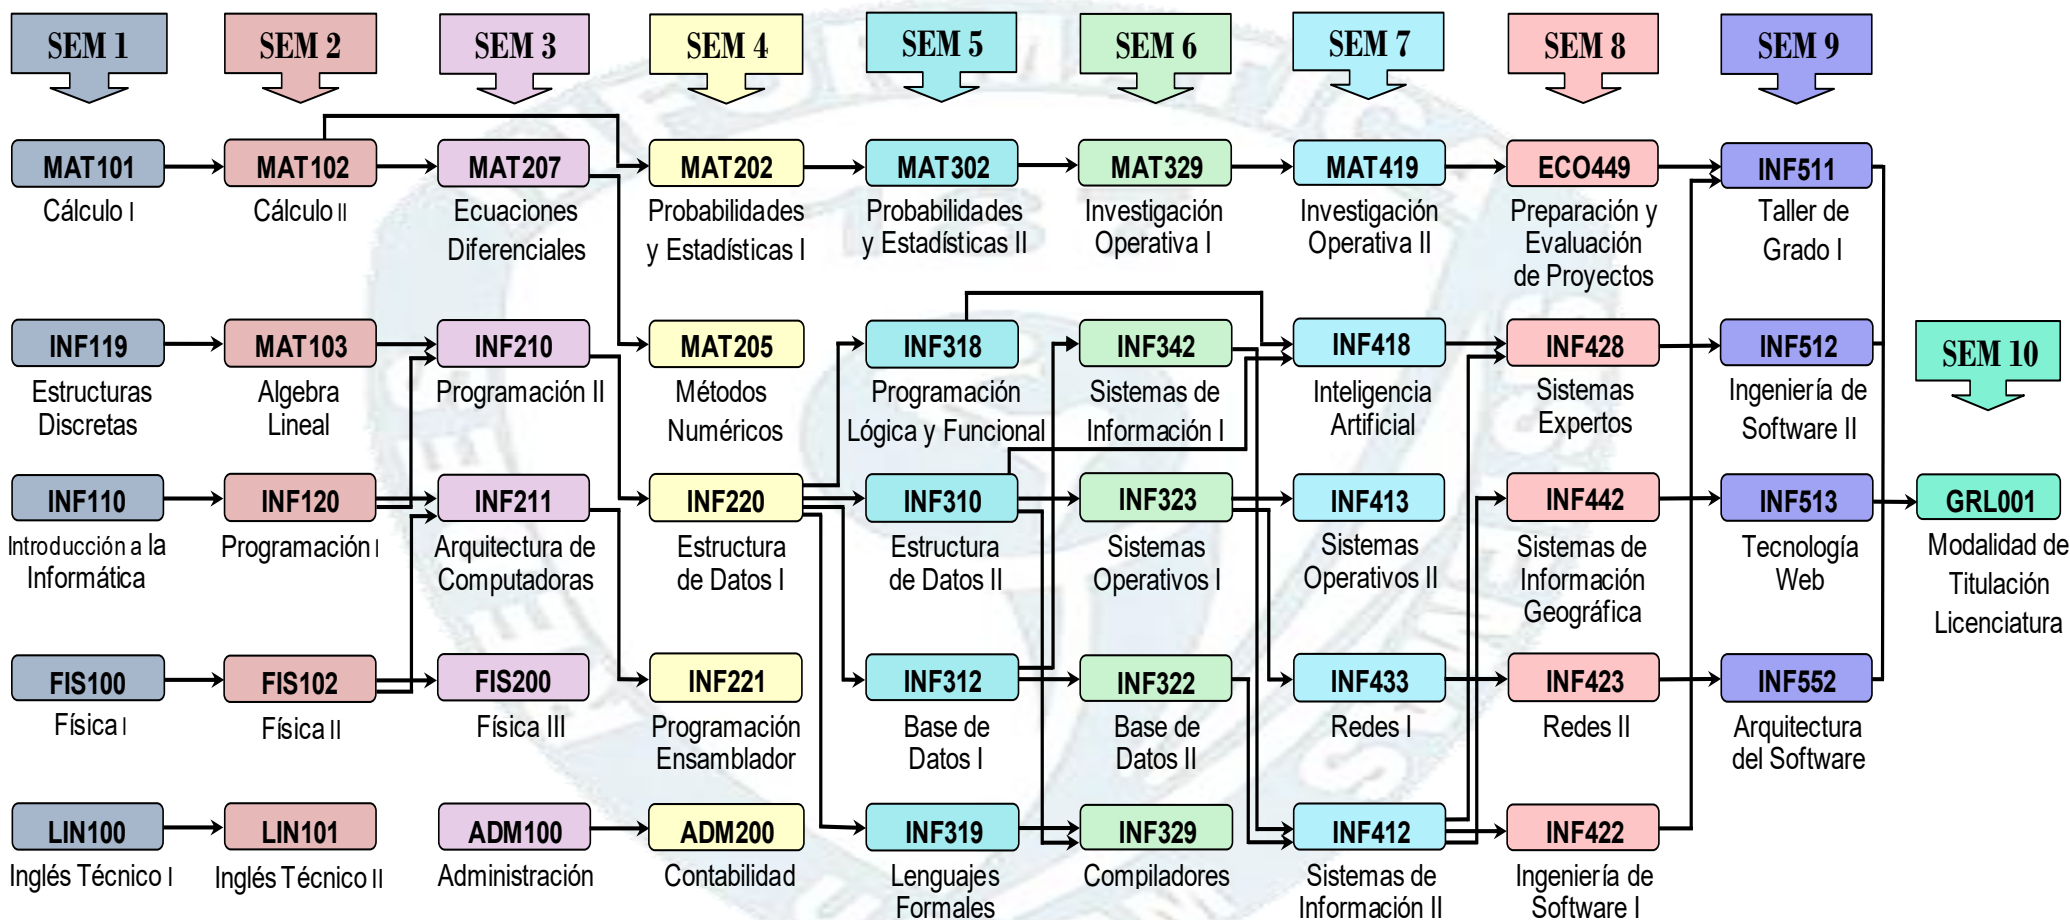 SEM 1
SEM 2
SEM 3
SEM 4
SEM 5
SEM 6
SEM 7
SEM 8
SEM 9
MAT101
Cálculo I
MAT102
Cálculo II
MAT207
Ecuaciones
Diferenciales
MAT202
Probabilidades
y Estadísticas I
MAT302
Probabilidades
y Estadísticas II
MAT329
Investigación
Operativa I
MAT419
Investigación
Operativa II
ECO449
Preparación y
Evaluación
de Proyectos
INF511
Taller de
Grado I
INF119
Estructuras
Discretas
MAT103
Algebra
Lineal
INF210
Programación II
MAT205
Métodos
Numéricos
INF318
Programación
Lógica y Funcional
INF342
Sistemas de
Información I
INF418
Inteligencia
Artificial
INF428
Sistemas
Expertos
INF512
Ingeniería de
Software II
SEM 10
INF110
Introducción a la
Informática
INF120
Programación I
INF211
Arquitectura de
Computadoras
INF220
Estructura
de Datos I
INF310
Estructura
de Datos II
INF323
Sistemas
Operativos I
INF413
Sistemas
Operativos II
INF442
Sistemas de
Información
Geográfica
INF513
Tecnología
Web
GRL001
Modalidad de
Titulación
Licenciatura
FIS100
Física I
FIS102
Física II
FIS200
Física III
INF221
Programación
Ensamblador
INF312
Base de
Datos I
INF322
Base de
Datos II
INF433
Redes I
INF423
Redes II
INF552
Arquitectura
del Software
LIN100
Inglés Técnico I
LIN101
Inglés Técnico II
ADM100
Administración
ADM200
Contabilidad
INF319
Lenguajes
Formales
INF329
Compiladores
INF412
Sistemas de
Información II
INF422
Ingeniería de
Software I